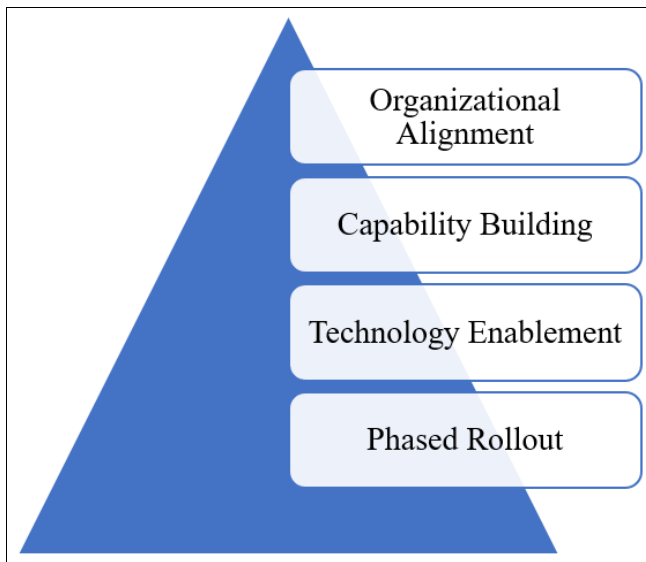 Organizational
Alignment
Capability Building
Technology Enablement
Phased Rollout